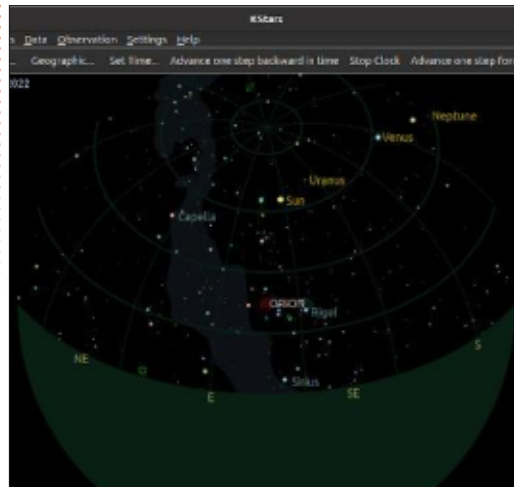 KStars
s Data Observation Settings Help
... Geographic... Set Time... Advance one step backward in time Stop Clock Advance one step for
2022
Neptune
Venus
Uranus
Sun
Capella
ORION
Rigel
S
NE
Sirius
E
SE